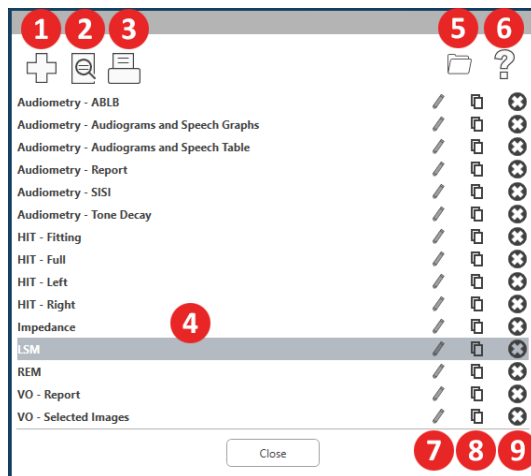 1 2 3 5 6
Audiometry - ABLB
Audiometry - Audiograms and Speech Graphs
Audiometry - Audiograms and Speech Table
Audiometry - Report
Audiometry - SISI
Audiometry - Tone Decay
HIT - Fitting
HIT - Full
HIT - Left
HIT - Right
Impedance
4
LSM
REM
VO - Report
VO - Selected Images
Close
7 8 9